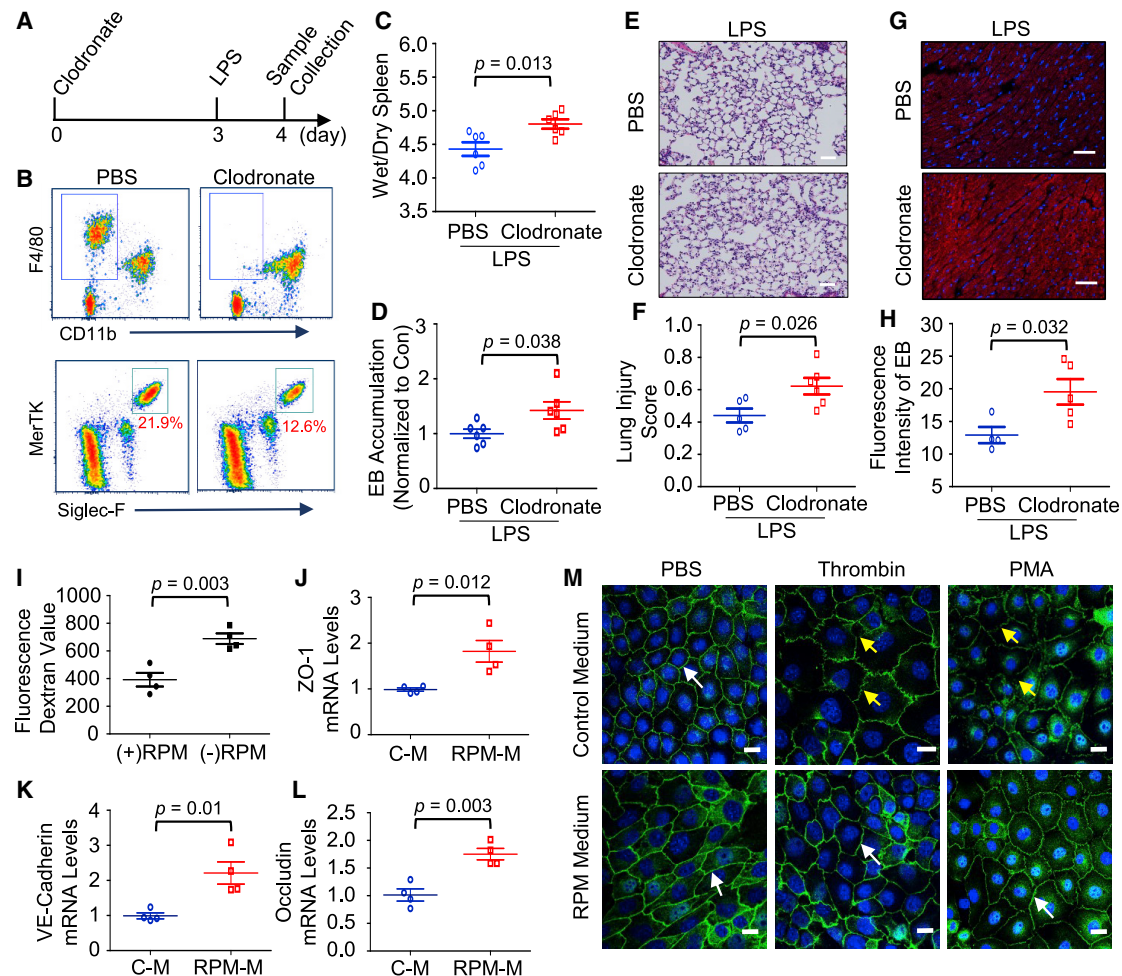 A
Clodronate
LPS
Sample
Collection
0
3
4
(day)
B
PBS
Clodronate
F4/80
CD11b
MerTK
21.9%
12.6%
Siglec-F
C
Wet/Dry Spleen
6.0
5.5
5.0
4.5
4.0
3.5
p = 0.013
PBS
Clodronate
LPS
D
EB Accumulation
(Normalized to Con)
3
2
1
0
p = 0.038
PBS
Clodronate
LPS
E
LPS
PBS
Clodronate
F
Lung Injury
Score
1.0
0.8
0.6
0.4
0.2
0.0
p = 0.026
PBS
Clodronate
LPS
G
LPS
PBS
Clodronate
H
Fluorescence
Intensity of EB
30
25
20
15
10
5
p = 0.032
PBS
Clodronate
LPS
I
Fluorescence
Dextran Value
1000
800
600
400
200
0
p = 0.003
(+)RPM
(-)RPM
J
ZO-1
mRNA Levels
3
2
1
0
p = 0.012
C-M
RPM-M
K
VE-Cadherin
mRNA Levels
4
3
2
1
0
p = 0.01
C-M
RPM-M
L
Occludin
mRNA Levels
2.5
2.0
1.5
1.0
0.5
0.0
p = 0.003
C-M
RPM-M
M
PBS
Thrombin
PMA
Control Medium
RPM Medium